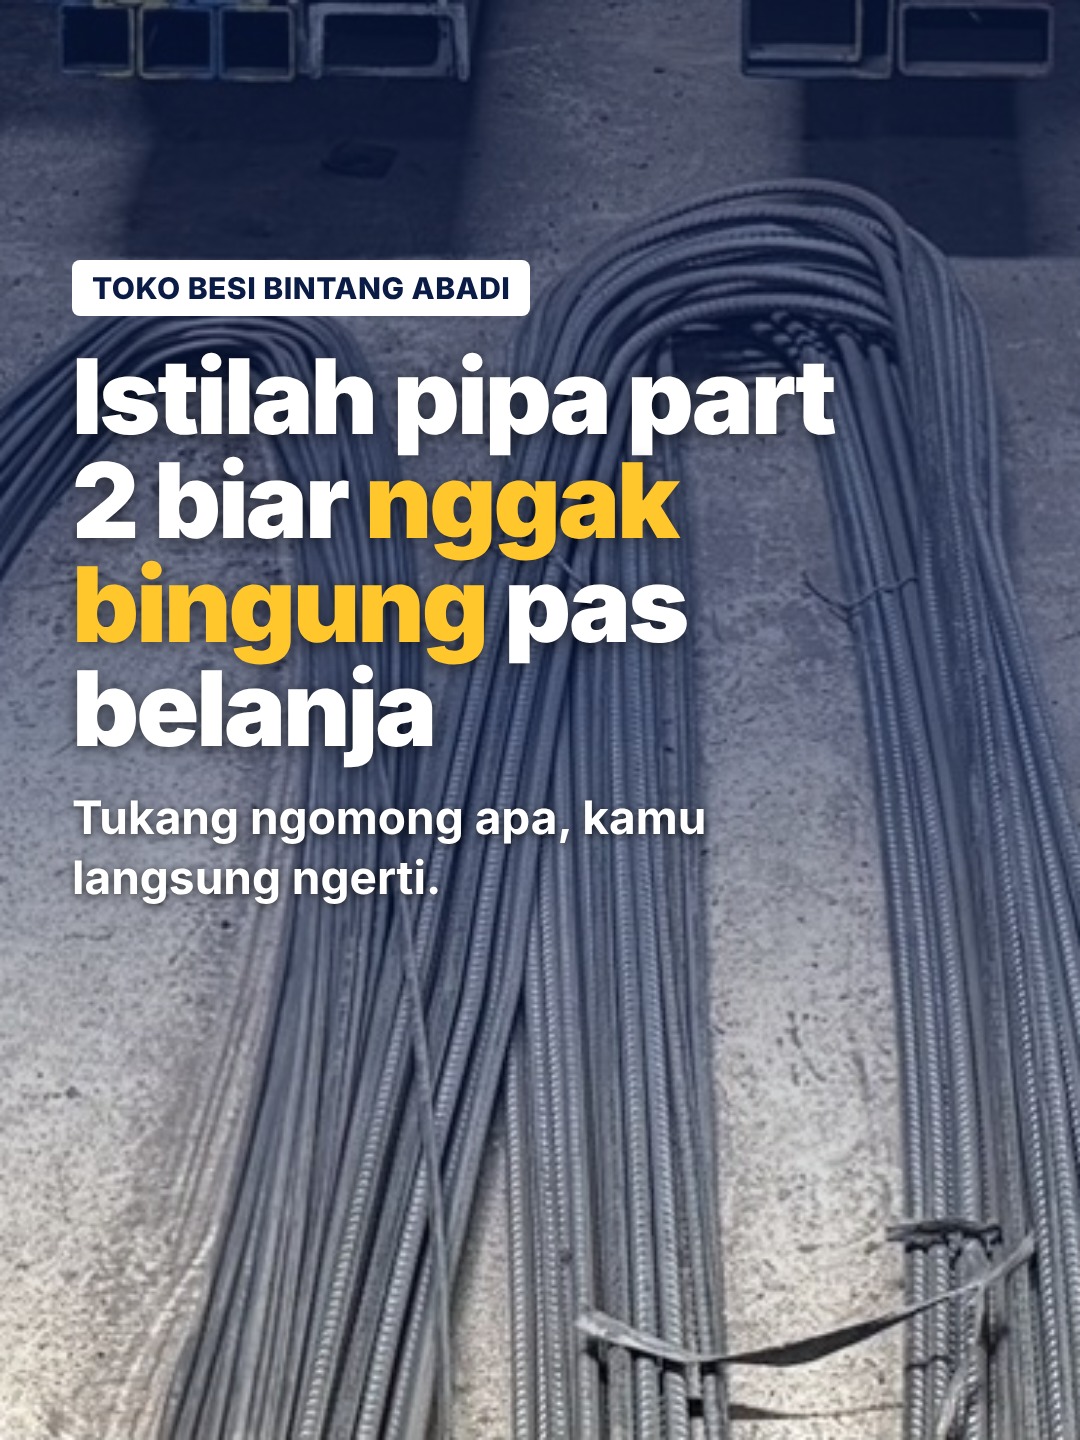 TOKO BESI BINTANG ABADI
Istilah pipa part
2 biar nggak
bingung pas
belanja
Tukang ngomong apa, kamu
langsung ngerti.